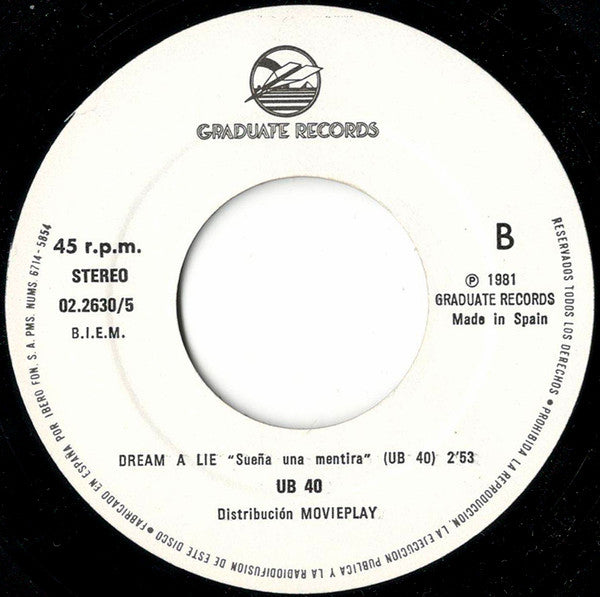 GRADUATE RECORDS
45 r.p.m.
STEREO
02.2630/5
B.I.E.M.
B
℗ 1981
GRADUATE RECORDS
Made in Spain
DREAM A LIE "Sueña una mentira" (UB 40) 2'53
UB 40
Distribución MOVIEPLAY
RESERVADOS TODOS LOS DERECHOS • PROHIBIDA LA REPRODUCCION, LA EJECUCION PUBLICA Y LA RADIODIFUSION DE ESTE DISCO • FABRICADO EN ESPAÑA POR IBERO FON, S. A. PMS. NUMS. 6714-5854